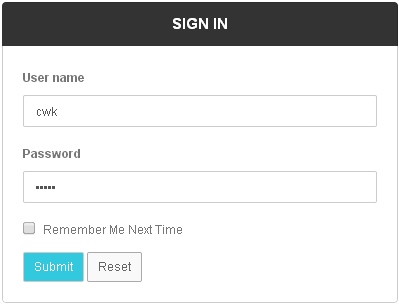 SIGN IN
User name
cwk
Password
•••••
Remember Me Next Time
Submit Reset